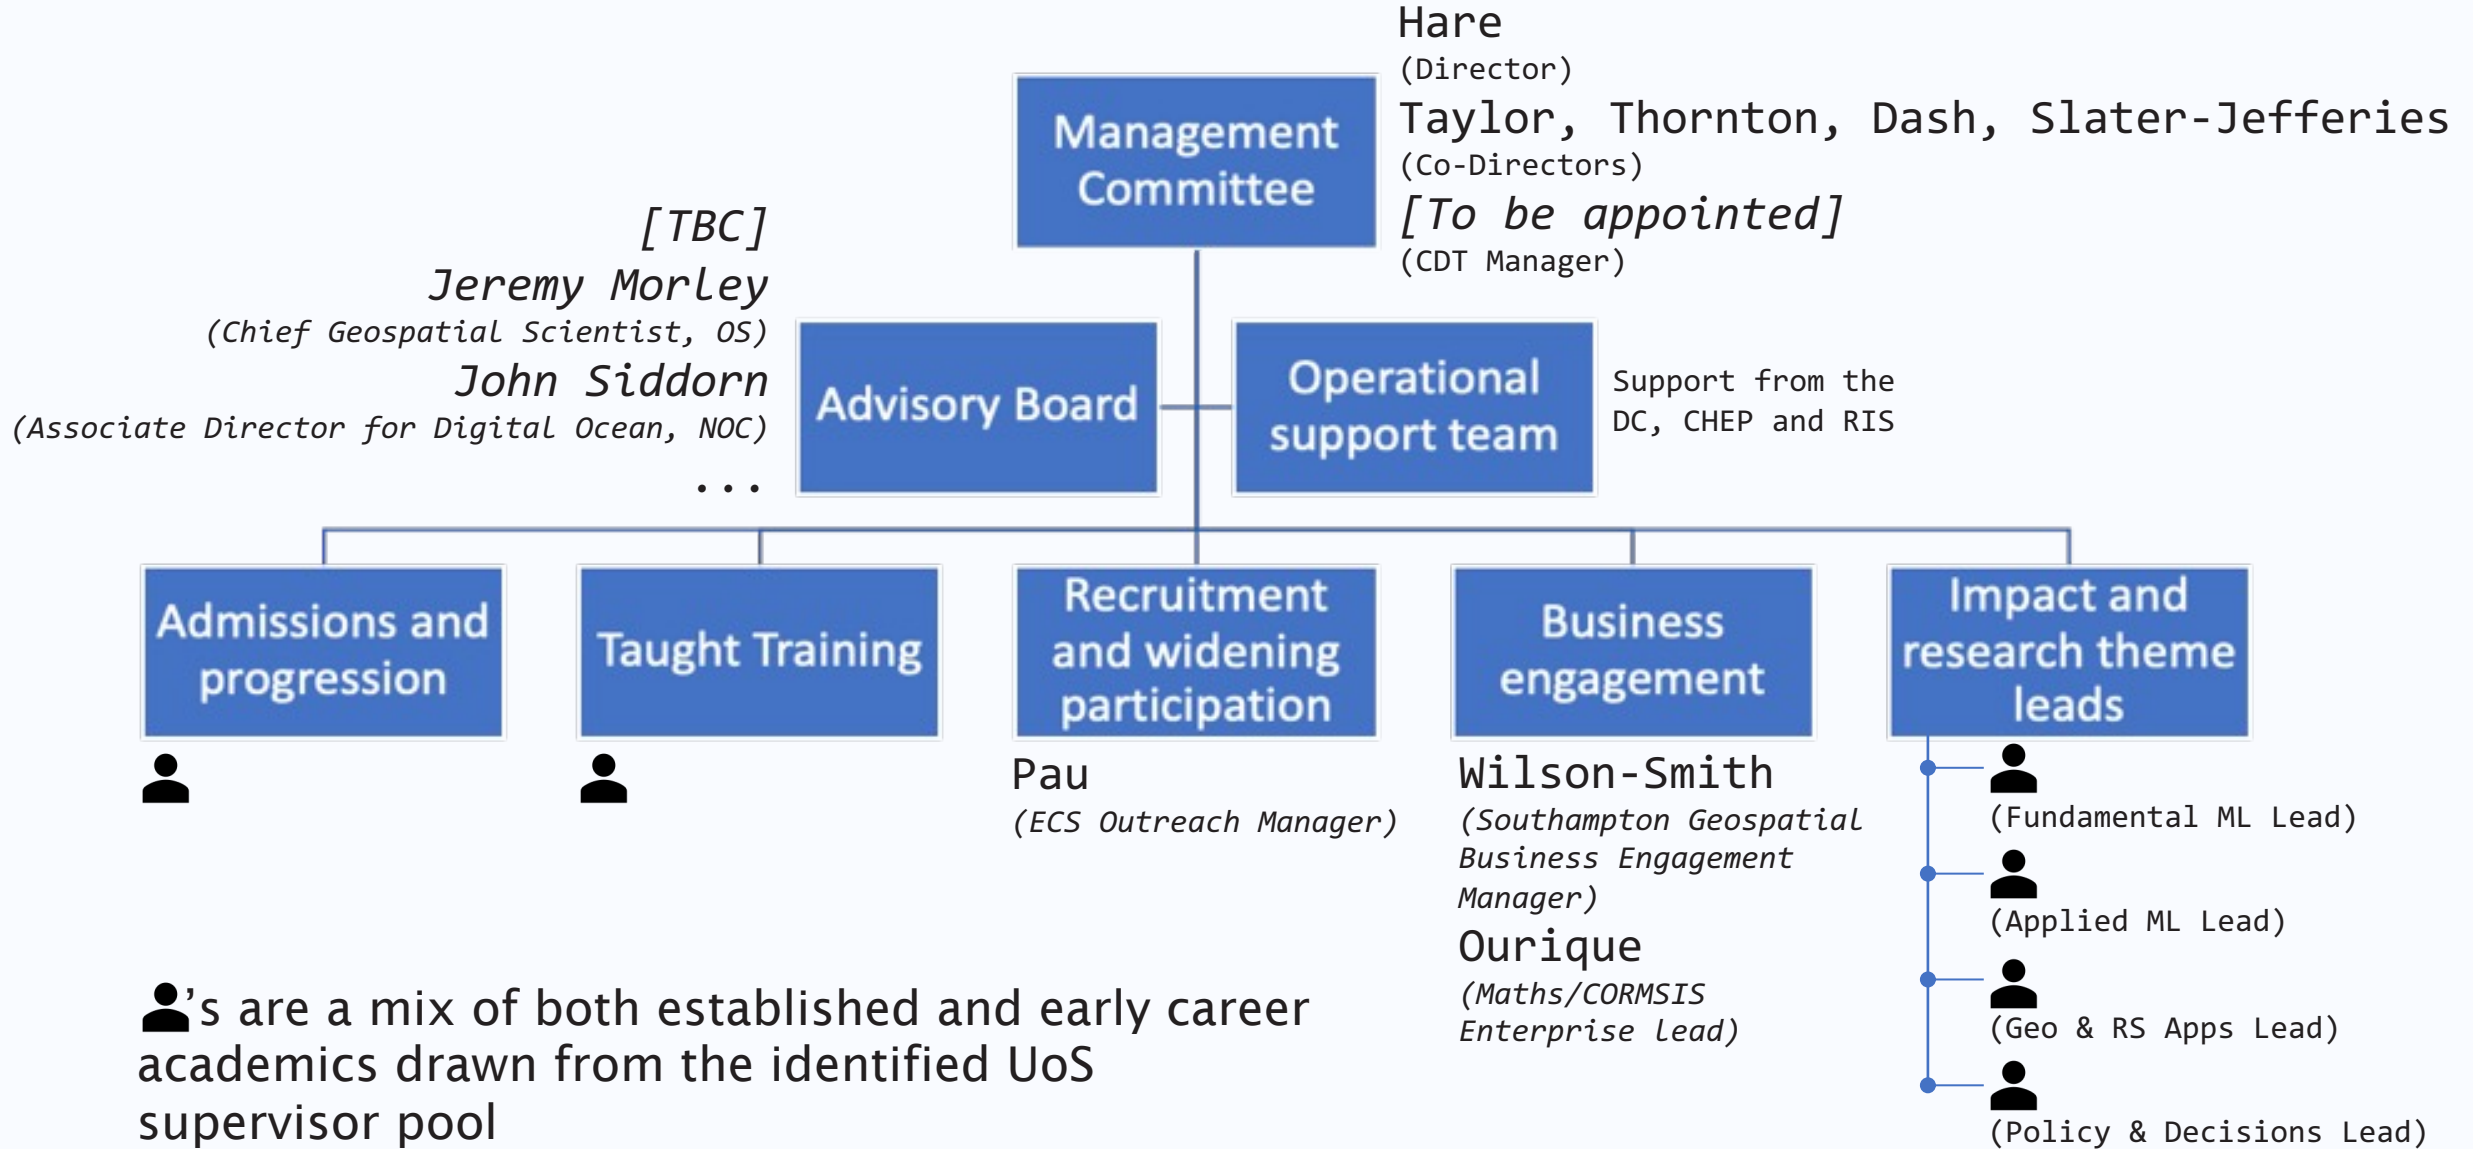 Hare
(Director)
Taylor, Thornton, Dash, Slater-Jefferies
(Co-Directors)
[To be appointed]
(CDT Manager)
Management
Committee
[TBC]
Jeremy Morley
(Chief Geospatial Scientist, OS)
John Siddorn
(Associate Director for Digital Ocean, NOC)
...
Advisory Board
Operational
support team
Support from the
DC, CHEP and RIS
Admissions and
progression
Taught Training
Recruitment
and widening
participation
Pau
(ECS Outreach Manager)
Business
engagement
Wilson-Smith
(Southampton Geospatial
Business Engagement
Manager)
Ourique
(Maths/CORMSIS
Enterprise lead)
Impact and
research theme
leads
(Fundamental ML Lead)
(Applied ML Lead)
(Geo & RS Apps Lead)
(Policy & Decisions Lead)
's are a mix of both established and early career
academics drawn from the identified UoS
supervisor pool